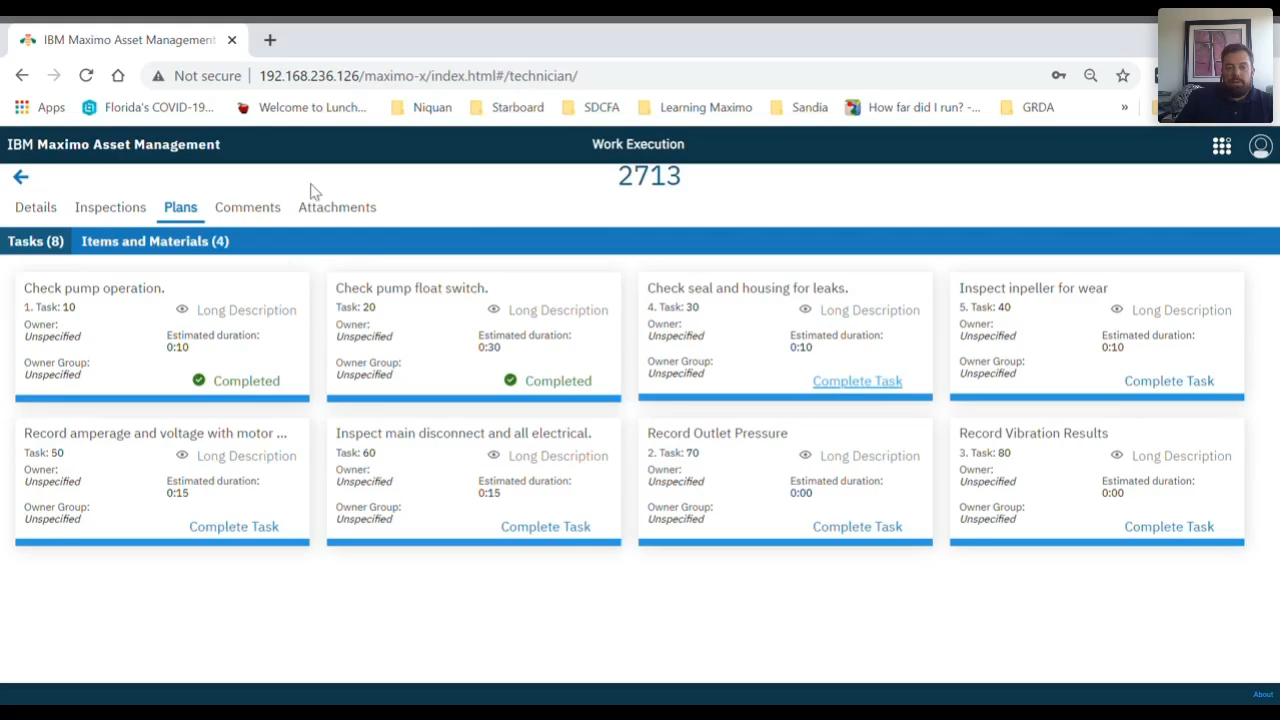 IBM Maximo Asset Management
Not secure 192.168.236.126/maximo-x/index.html#/technician/
Apps Florida's COVID-19... Welcome to Lunch... Niquan Starboard SDCFA Learning Maximo Sandia How far did I run? -... GRDA »
IBM Maximo Asset Management Work Execution
2713
Details Inspections Plans Comments Attachments
Tasks (8) Items and Materials (4)
Check pump operation.
1. Task: 10 Long Description
Owner:
Unspecified
Estimated duration:
0:10
Owner Group:
Unspecified
Completed
Check pump float switch.
Task: 20 Long Description
Owner:
Unspecified
Estimated duration:
0:30
Owner Group:
Unspecified
Completed
Check seal and housing for leaks.
4. Task: 30 Long Description
Owner:
Unspecified
Estimated duration:
0:10
Owner Group:
Unspecified
Complete Task
Inspect inpeller for wear
5. Task: 40 Long Description
Owner:
Unspecified
Estimated duration:
0:10
Owner Group:
Unspecified
Complete Task
Record amperage and voltage with motor ...
Task: 50 Long Description
Owner:
Unspecified
Estimated duration:
0:15
Owner Group:
Unspecified
Complete Task
Inspect main disconnect and all electrical.
Task: 60 Long Description
Owner:
Unspecified
Estimated duration:
0:15
Owner Group:
Unspecified
Complete Task
Record Outlet Pressure
2. Task: 70 Long Description
Owner:
Unspecified
Estimated duration:
0:00
Owner Group:
Unspecified
Complete Task
Record Vibration Results
3. Task: 80 Long Description
Owner:
Unspecified
Estimated duration:
0:00
Owner Group:
Unspecified
Complete Task
About